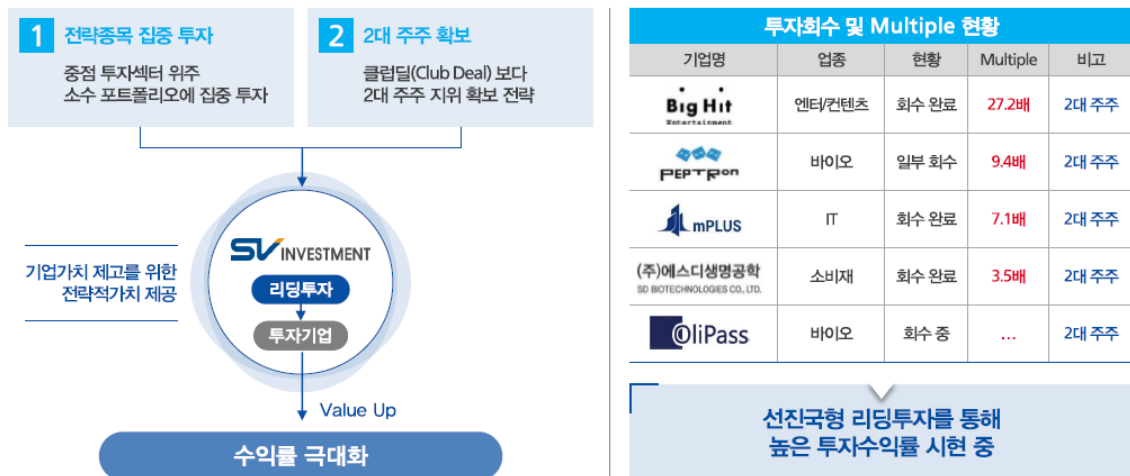 1 전략종목 집중 투자
중점 투자섹터 위주
소수 포트폴리오에 집중 투자
2 2대 주주 확보
클럽딜(Club Deal) 보다
2대 주주 지위 확보 전략
SV INVESTMENT
리딩투자
투자기업
기업가치 제고를 위한
전략적가치 제공
Value Up
수익률 극대화
투자회수 및 Multiple 현황
기업명 업종 현황 Multiple 비고
Big Hit
Entertainment
엔터/컨텐츠 회수 완료 27.2배 2대 주주
PEPTRon
바이오 일부 회수 9.4배 2대 주주
mPLUS IT 회수 완료 7.1배 2대 주주
(주)에스디생명공학
SD BIOTECHNOLOGIES CO., LTD.
소비재 회수 완료 3.5배 2대 주주
OliPass 바이오 회수 중 ... 2대 주주
선진국형 리딩투자를 통해
높은 투자수익률 시현 중